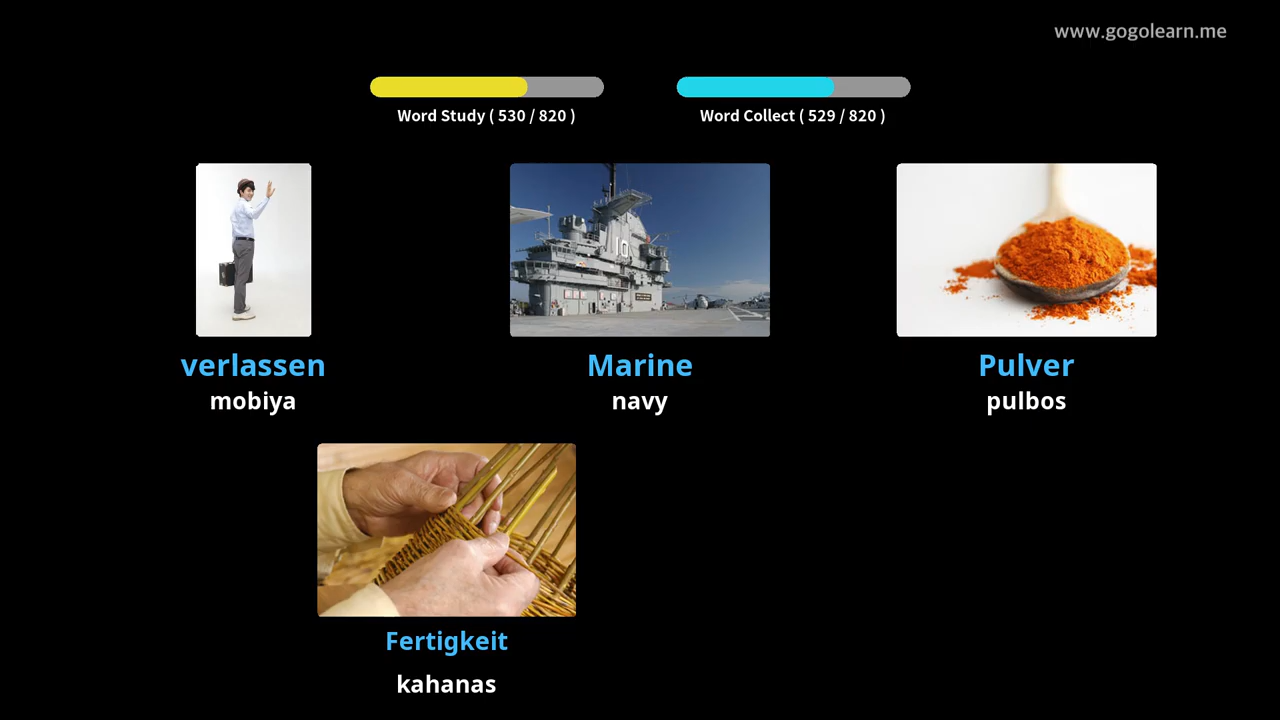 www.gogolearn.me
Word Study ( 530 / 820 )
Word Collect ( 529 / 820 )
verlassen
mobiya
Marine
navy
Pulver
pulbos
Fertigkeit
kahanas